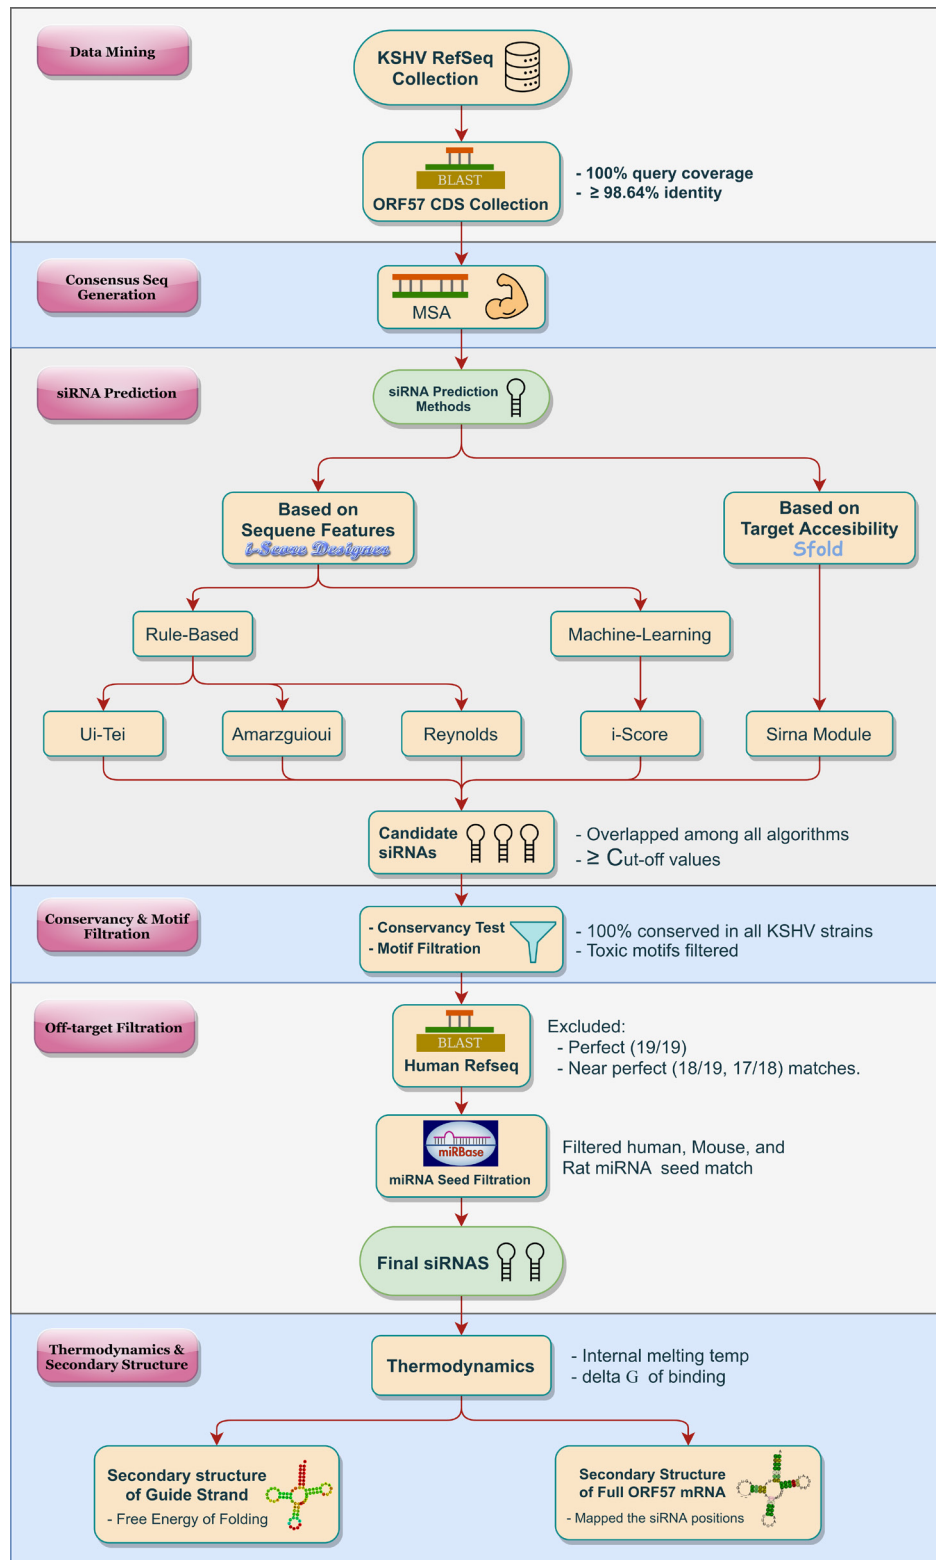 Data Mining
KSHV RefSeq
Collection
BLAST
ORF57 CDS Collection
- 100% query coverage
- ≥ 98.64% identity
Consensus Seq
Generation
MSA
siRNA Prediction
siRNA Prediction
Methods
Based on
Sequene Features
i-Score Designer
Based on
Target Accesibility
Sfold
Rule-Based
Machine-Learning
Ui-Tei
Amarzguioui
Reynolds
i-Score
Sirna Module
Candidate
siRNAs
- Overlapped among all algorithms
- ≥ Cut-off values
Conservancy & Motif
Filtration
- Conservancy Test
- Motif Filtration
- 100% conserved in all KSHV strains
- Toxic motifs filtered
Off-target Filtration
BLAST
Human Refseq
Excluded:
- Perfect (19/19)
- Near perfect (18/19, 17/18) matches.
miRBase
miRNA Seed Filtration
Filtered human, Mouse, and
Rat miRNA seed match
Final siRNAS
Thermodynamics &
Secondary Structure
Thermodynamics
- Internal melting temp
- delta G of binding
Secondary structure
of Guide Strand
- Free Energy of Folding
Secondary Structure
of Full ORF57 mRNA
- Mapped the siRNA positions